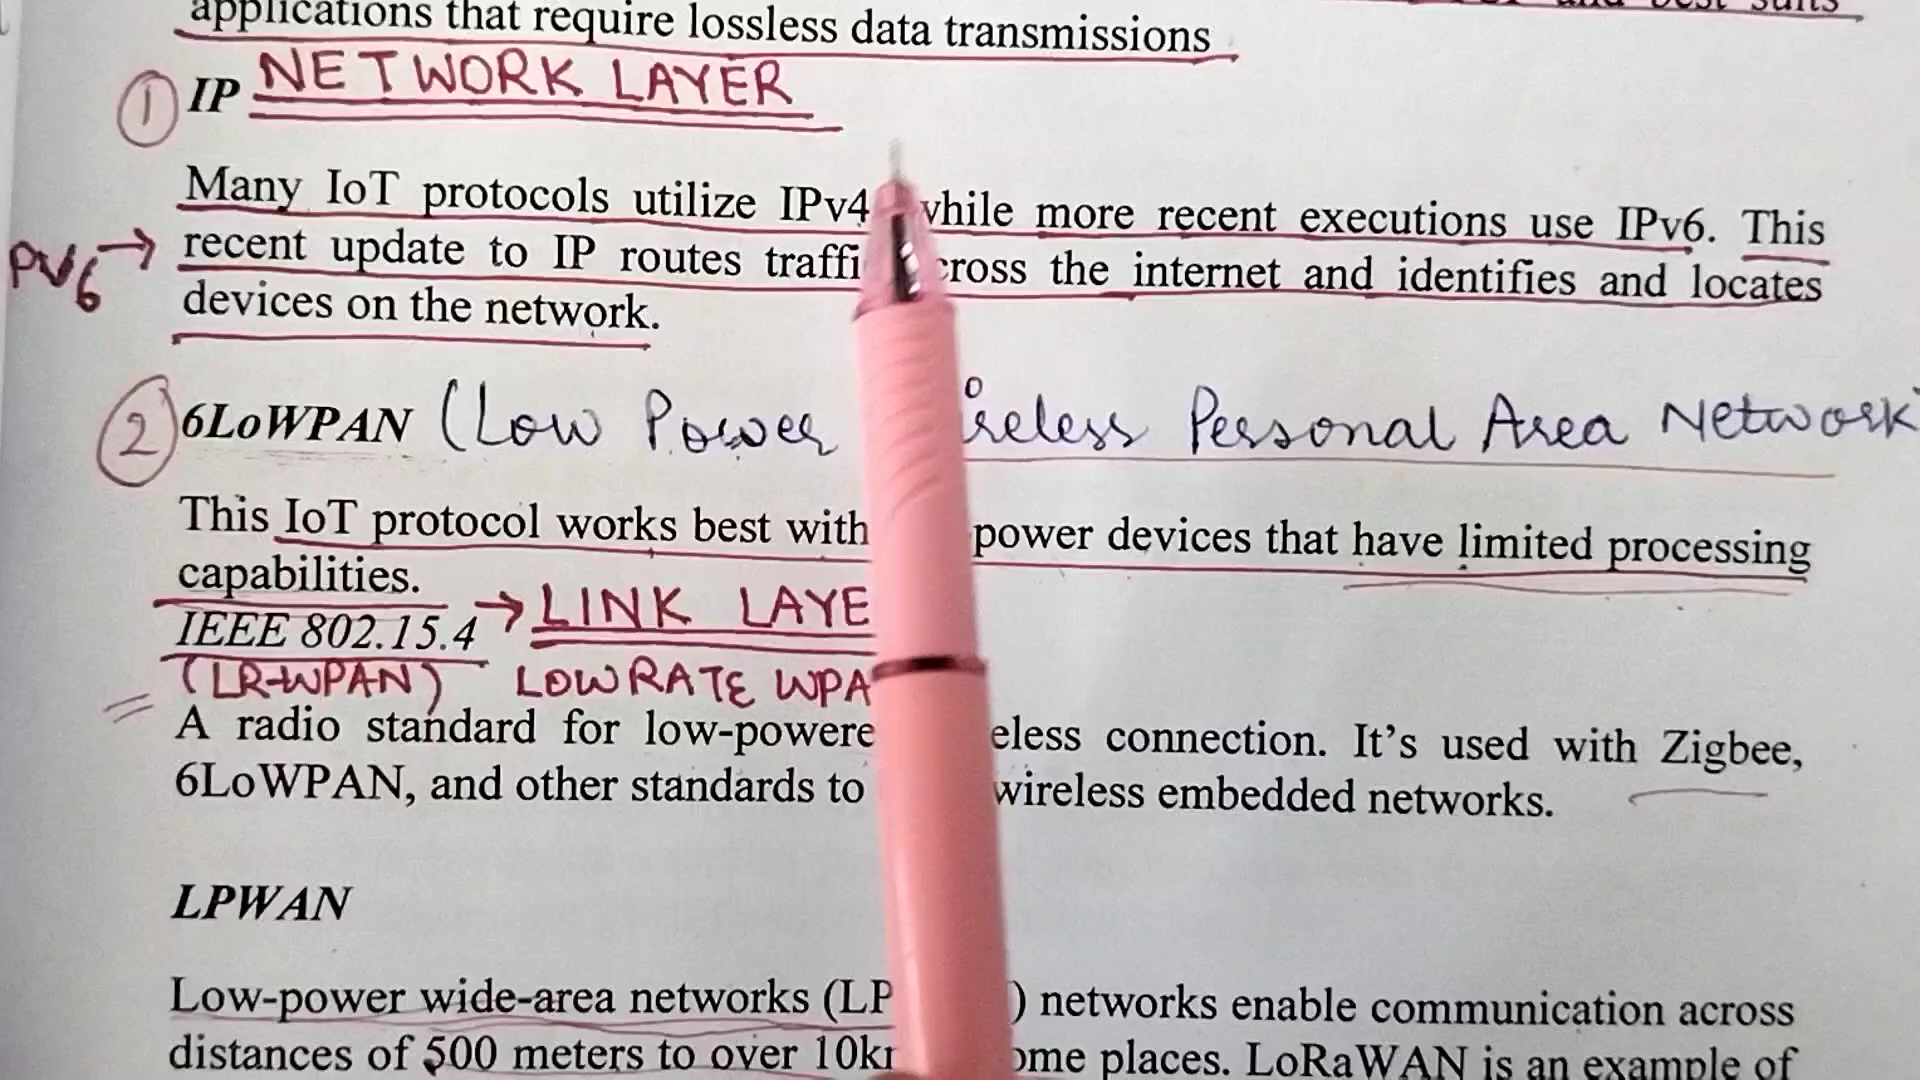 applications that require lossless data transmissions
best suits
1 IP NETWORK LAYER
Many IoT protocols utilize IPv4 while more recent executions use IPv6. This
PV6 → recent update to IP routes traffi cross the internet and identifies and locates
devices on the network.
2 6LoWPAN (Low Power reless Personal Area Network
This IoT protocol works best with power devices that have limited processing
capabilities.
IEEE 802.15.4 → LINK LAYE
(LR-WPAN) LOW RATE WPA
A radio standard for low-powere eless connection. It’s used with Zigbee,
6LoWPAN, and other standards to wireless embedded networks.
LPWAN
Low-power wide-area networks (LP ) networks enable communication across
distances of 500 meters to over 10k ome places. LoRaWAN is an example of